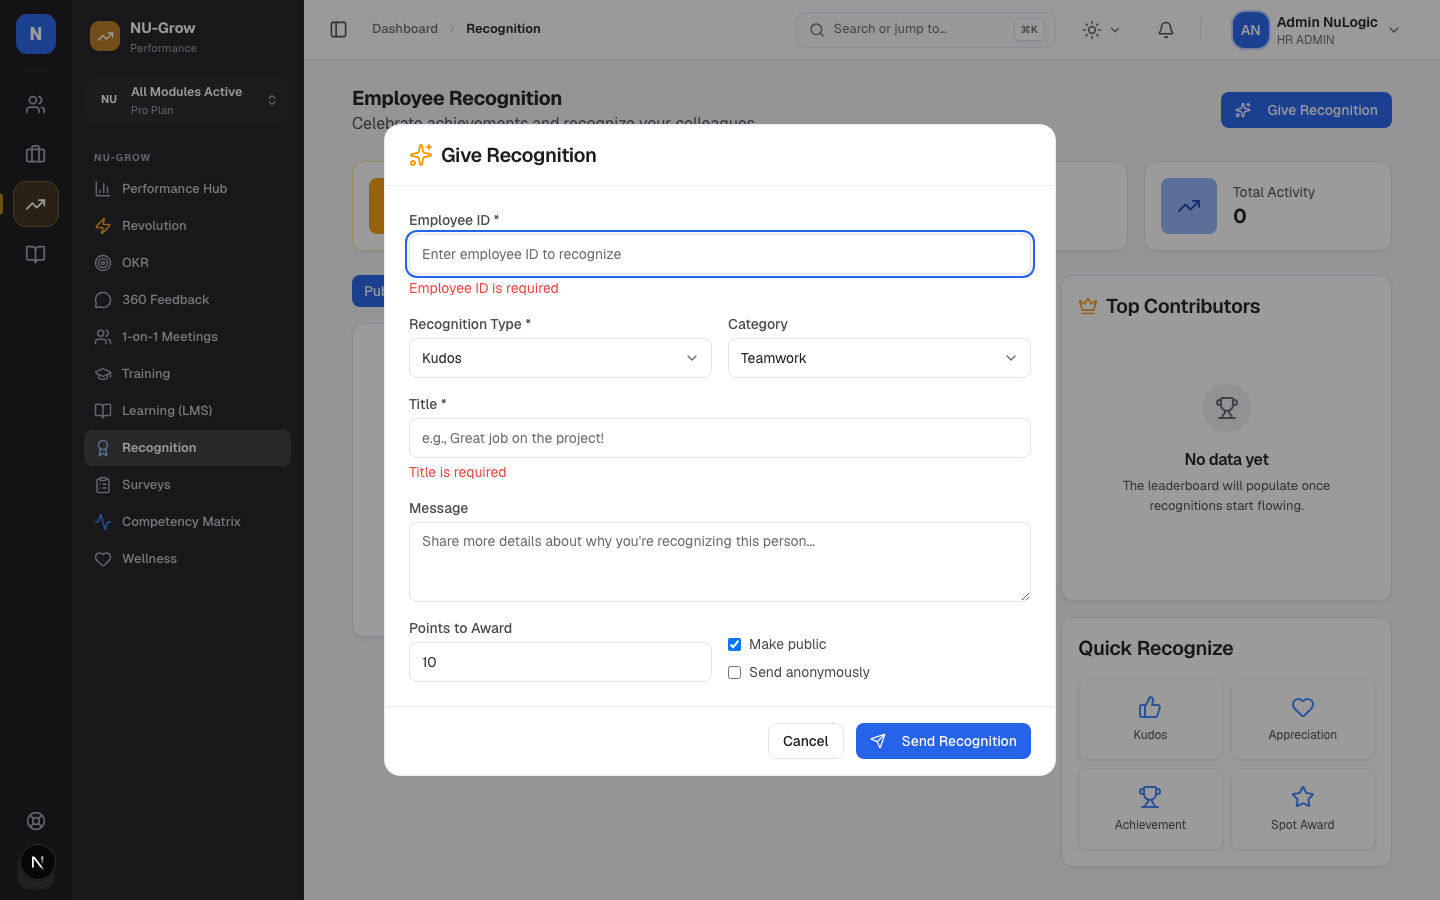 N
NU-Grow
Performance
NU
All Modules Active
Pro Plan
NU-GROW
Performance Hub
Revolution
OKR
360 Feedback
1-on-1 Meetings
Training
Learning (LMS)
Recognition
Surveys
Competency Matrix
Wellness
N
Dashboard
Recognition
Search or jump to...
⌘K
AN
Admin NuLogic
HR ADMIN
Employee Recognition
Celebrate achievements and recognize your colleagues
Give Recognition
Total Activity
0
Give Recognition
Employee ID *
Enter employee ID to recognize
Employee ID is required
Recognition Type *
Category
Kudos
Teamwork
Title *
e.g., Great job on the project!
Title is required
Message
Share more details about why you're recognizing this person...
Points to Award
10
Make public
Send anonymously
Cancel
Send Recognition
Top Contributors
No data yet
The leaderboard will populate once
recognitions start flowing.
Quick Recognize
Kudos
Appreciation
Achievement
Spot Award